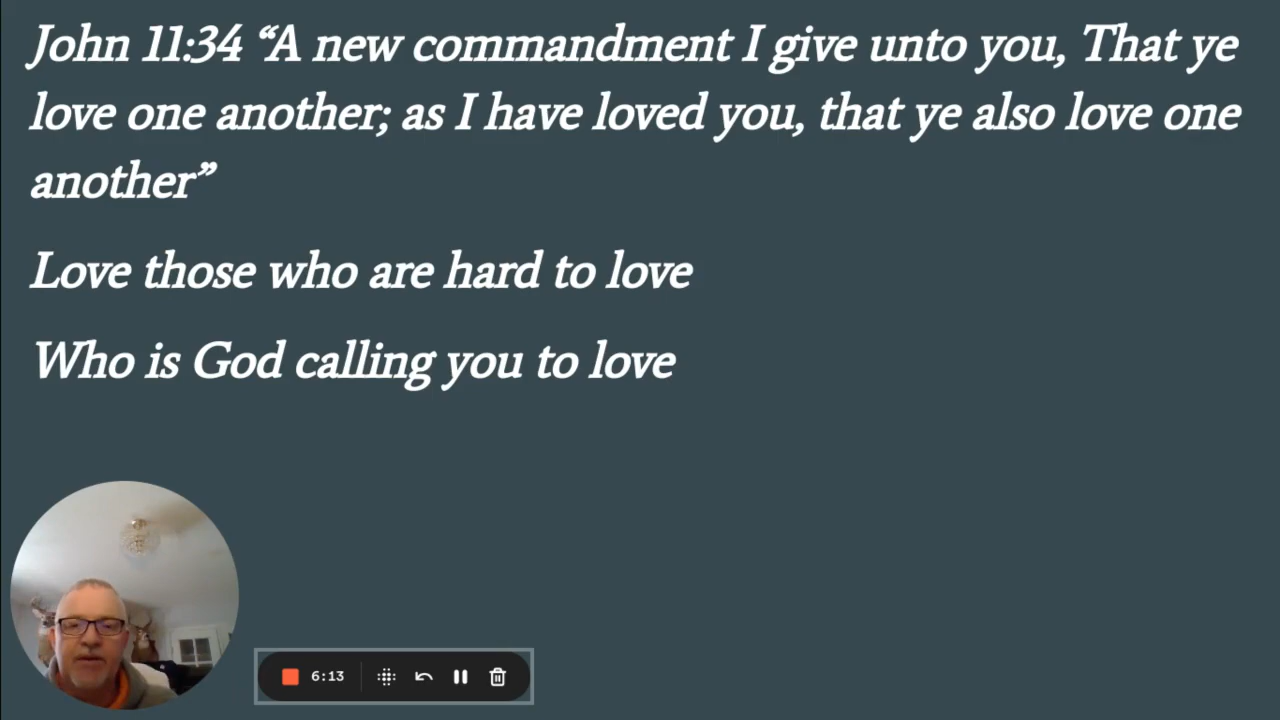 John 11:34 “A new commandment I give unto you, That ye
love one another; as I have loved you, that ye also love one
another”
Love those who are hard to love
Who is God calling you to love
6:13